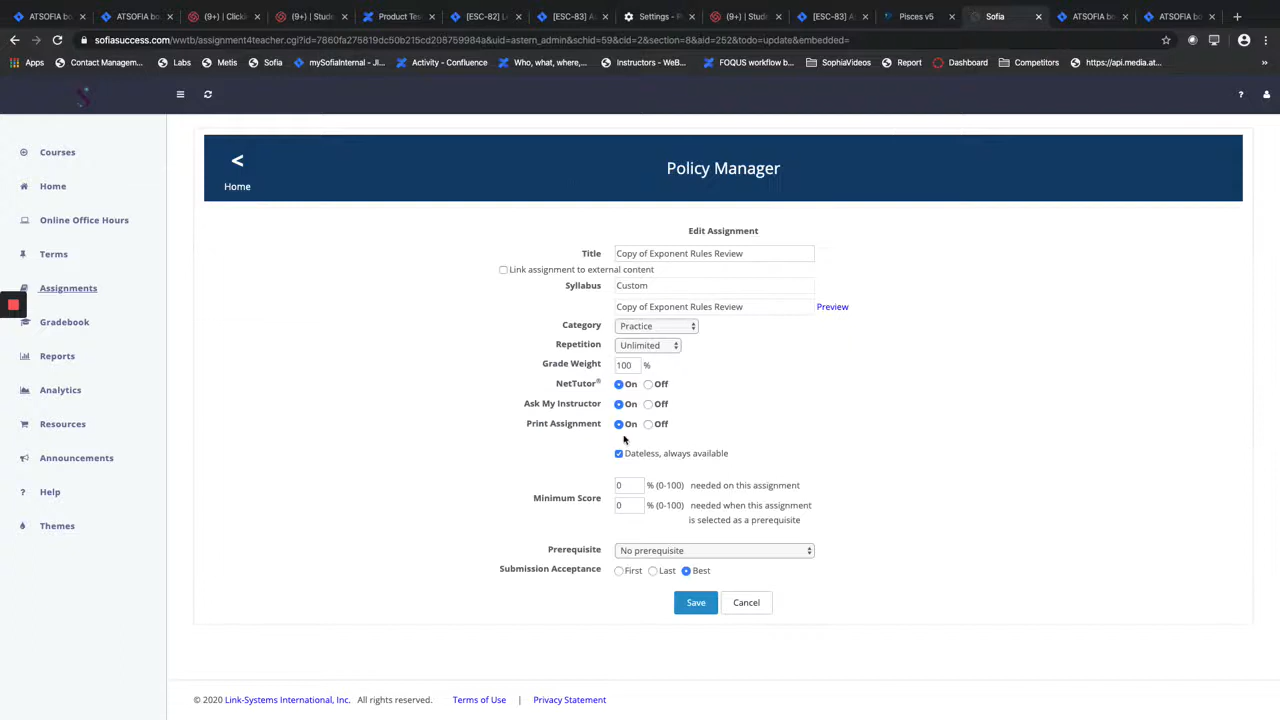 ATSOFIA bo
ATSOFIA bo
(9+) | Clicki
(9+) | Stude
Product Tes
[ESC-82] L
[ESC-83] A
Settings - P
(9+) | Stude
[ESC-83] A
Pisces v5
Sofia
ATSOFIA bo
ATSOFIA bo
sofiasuccess.com/wwtb/assignment4teacher.cgi?id=7860fa275819dc50b215cd208759984a&uid=astern_admin&schid=59&cid=2&section=8&aid=252&todo=update&embedded=
Apps Contact Managem... Labs Metis Sofia mySofiaInternal - JI... Activity - Confluence Who, what, where,... Instructors - WeB... FOQUS workflow b... SophiaVideos Report Dashboard Competitors https://api.media.at...
Courses
Home
Online Office Hours
Terms
Assignments
Gradebook
Reports
Analytics
Resources
Announcements
? Help
Themes
< Home
Policy Manager
Edit Assignment
Title Copy of Exponent Rules Review
Link assignment to external content
Syllabus Custom
Copy of Exponent Rules Review Preview
Category Practice
Repetition Unlimited
Grade Weight 100 %
NetTutor® On Off
Ask My Instructor On Off
Print Assignment On Off
Dateless, always available
Minimum Score
0 % (0-100) needed on this assignment
0 % (0-100) needed when this assignment
is selected as a prerequisite
Prerequisite No prerequisite
Submission Acceptance First Last Best
Save Cancel
© 2020 Link-Systems International, Inc. All rights reserved. Terms of Use | Privacy Statement